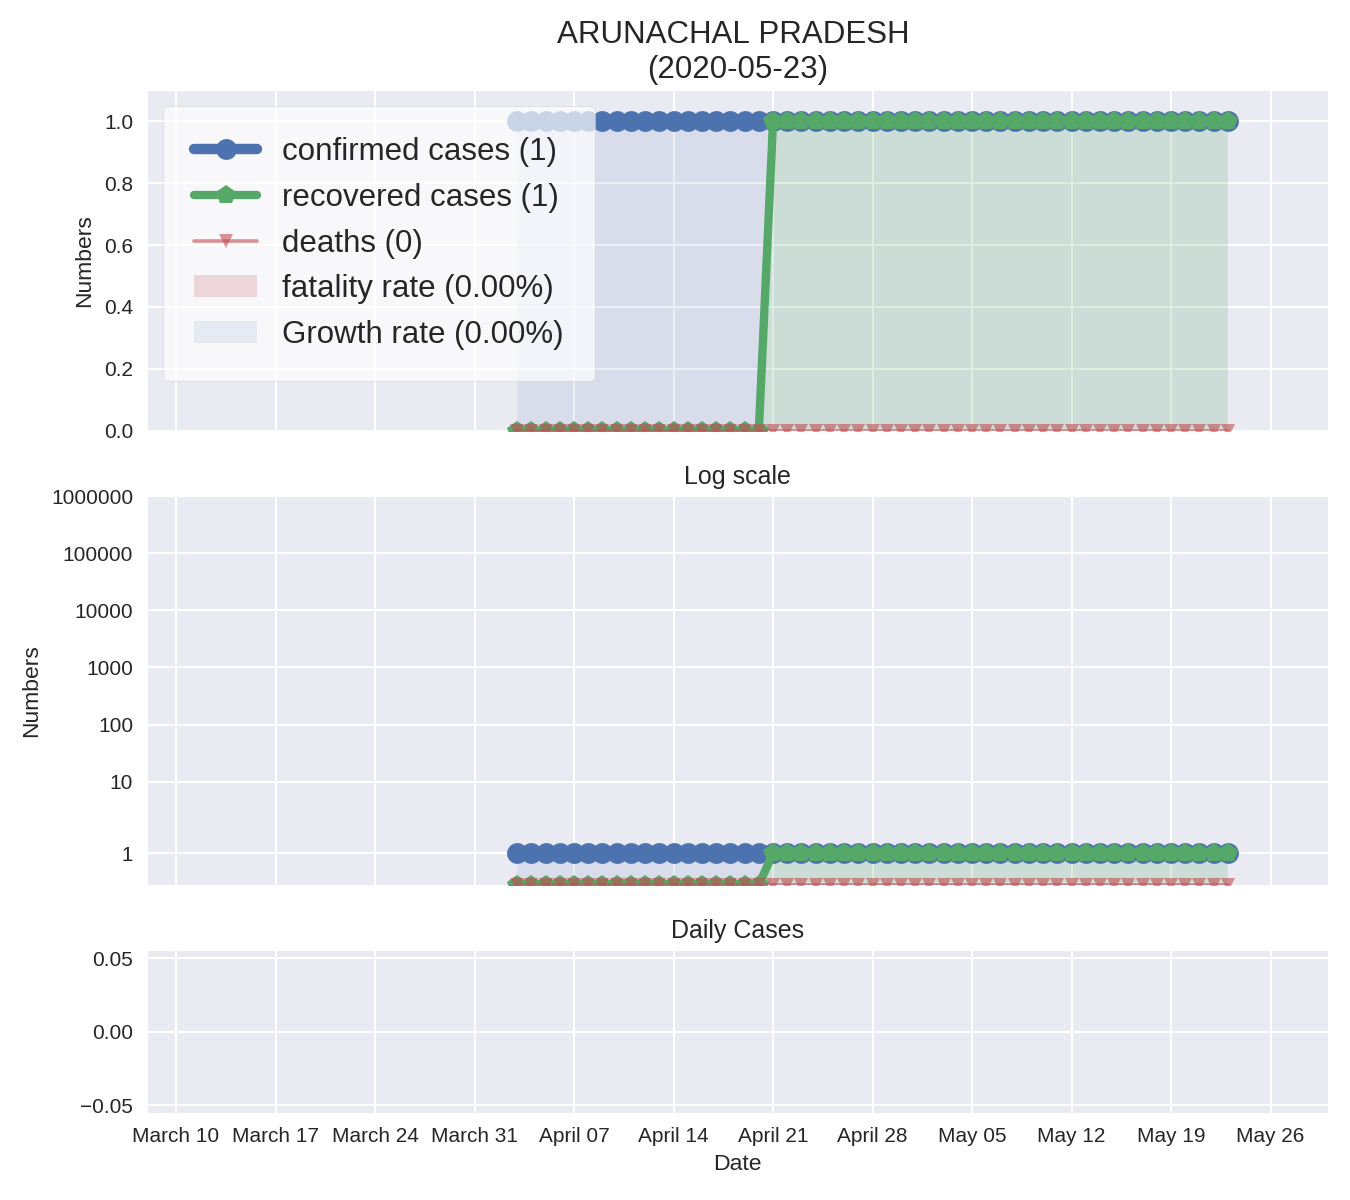 ARUNACHAL PRADESH
(2020-05-23)
1.0
0.8
0.6
0.4
0.2
0.0
Numbers
confirmed cases (1)
recovered cases (1)
deaths (0)
fatality rate (0.00%)
Growth rate (0.00%)
Log scale
1000000
100000
10000
1000
100
10
1
Numbers
Daily Cases
0.05
0.00
−0.05
March 10 March 17 March 24 March 31 April 07 April 14 April 21 April 28 May 05 May 12 May 19 May 26
Date